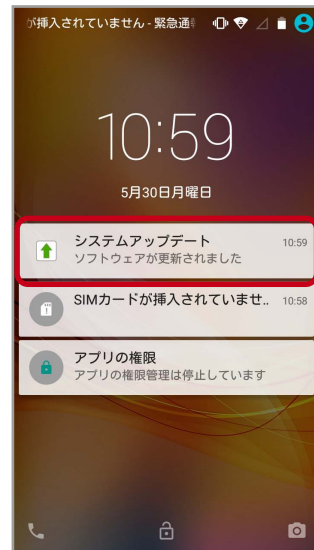 が挿入されていません - 緊急通
10:59
5月30日月曜日
システムアップデート 10:59
ソフトウェアが更新されました
SIMカードが挿入されていませ.. 10:58
アプリの権限
アプリの権限管理は停止しています